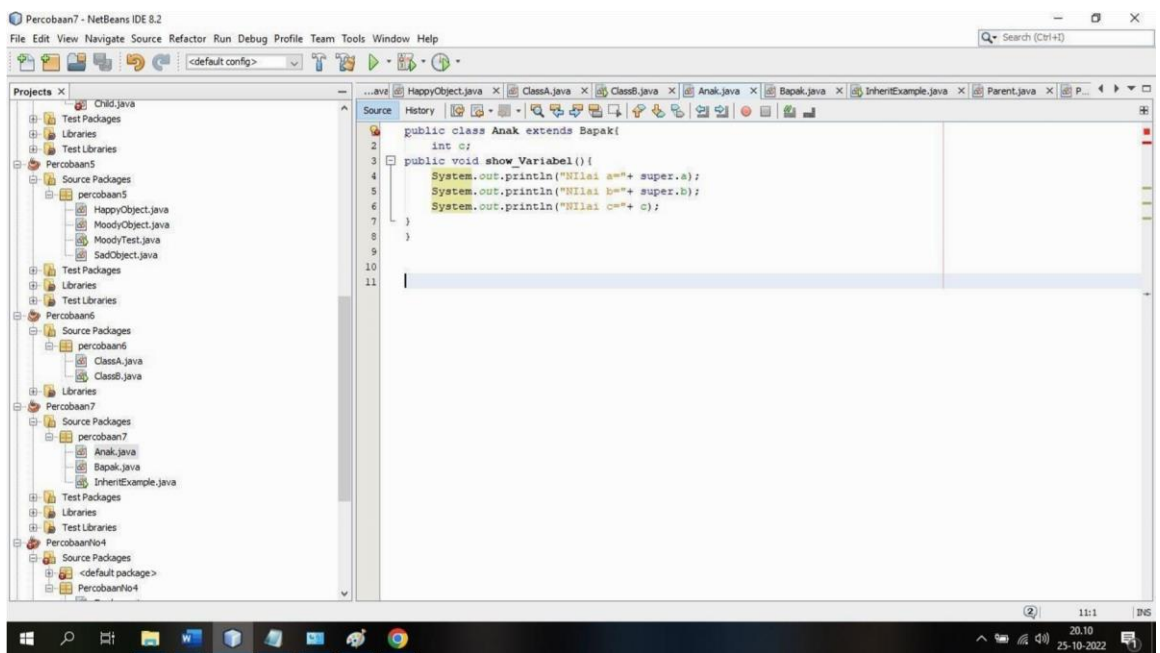 Percobaan7 - NetBeans IDE 8.2
File Edit View Navigate Source Refactor Run Debug Profile Team Tools Window Help
Search (Ctrl+I)
<default config>
Projects
...ava HappyObject.java ClassA.java ClassB.java Anak.java Bapak.java InheritExample.java Parent.java P...
Source History
Child.java
Test Packages
Libraries
Test Libraries
Percobaan5
Source Packages
percobaan5
HappyObject.java
MoodyObject.java
MoodyTest.java
SadObject.java
Test Packages
Libraries
Test Libraries
Percobaan6
Source Packages
percobaan6
ClassA.java
ClassB.java
Libraries
Percobaan7
Source Packages
percobaan7
Anak.java
Bapak.java
InheritExample.java
Test Packages
Libraries
Test Libraries
PercobaanNo4
Source Packages
<default package>
PercobaanNo4
public class Anak extends Bapak{
2 int c;
3 public void show_Variabel(){
4 System.out.println("NIlai a="+ super.a);
5 System.out.println("NIlai b="+ super.b);
6 System.out.println("NIlai c="+ c);
7 }
8 }
9
10
11
2 11:1 INS
20.10
25-10-2022